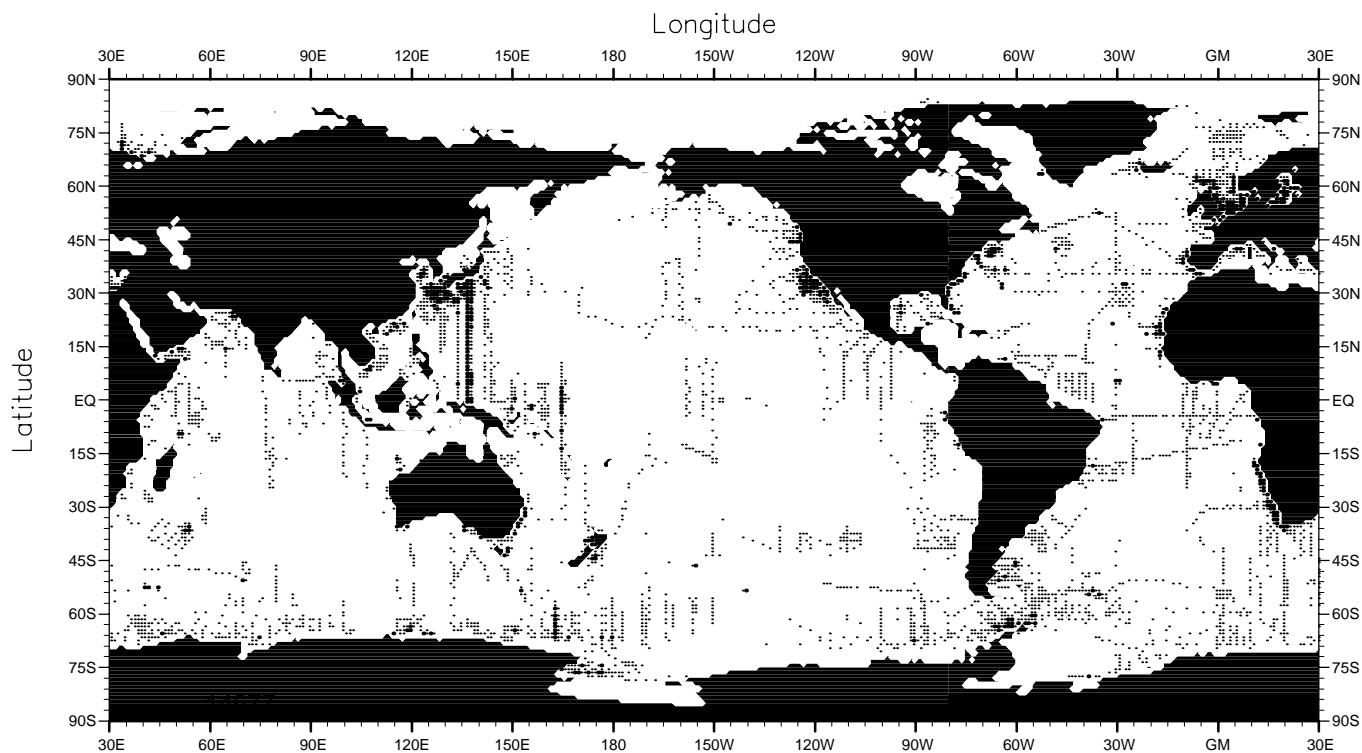 Longitude
30E 60E 90E 120E 150E 180 150W 120W 90W 60W 30W GM 30E
90N 90N
75N 75N
60N 60N
45N 45N
30N 30N
15N 15N
EQ EQ
15S 15S
30S 30S
45S 45S
60S 60S
75S 75S
90S 90S
Latitude
30E 60E 90E 120E 150E 180 150W 120W 90W 60W 30W GM 30E